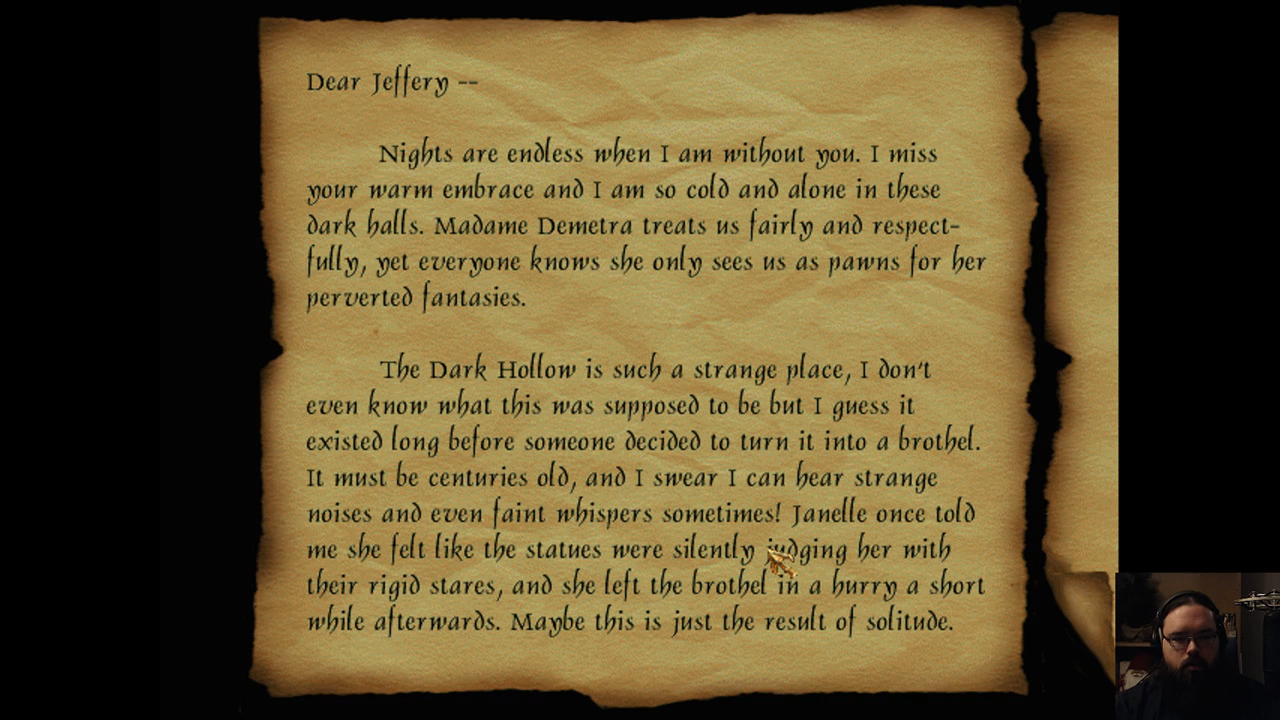 Dear Jeffery --
Nights are endless when I am without you. I miss
your warm embrace and I am so cold and alone in these
dark halls. Madame Demetra treats us fairly and respect-
fully, yet everyone knows she only sees us as pawns for her
perverted fantasies.
The Dark Hollow is such a strange place, I don't
even know what this was supposed to be but I guess it
existed long before someone decided to turn it into a brothel.
It must be centuries old, and I swear I can hear strange
noises and even faint whispers sometimes! Janelle once told
me she felt like the statues were silently judging her with
their rigid stares, and she left the brothel in a hurry a short
while afterwards. Maybe this is just the result of solitude.